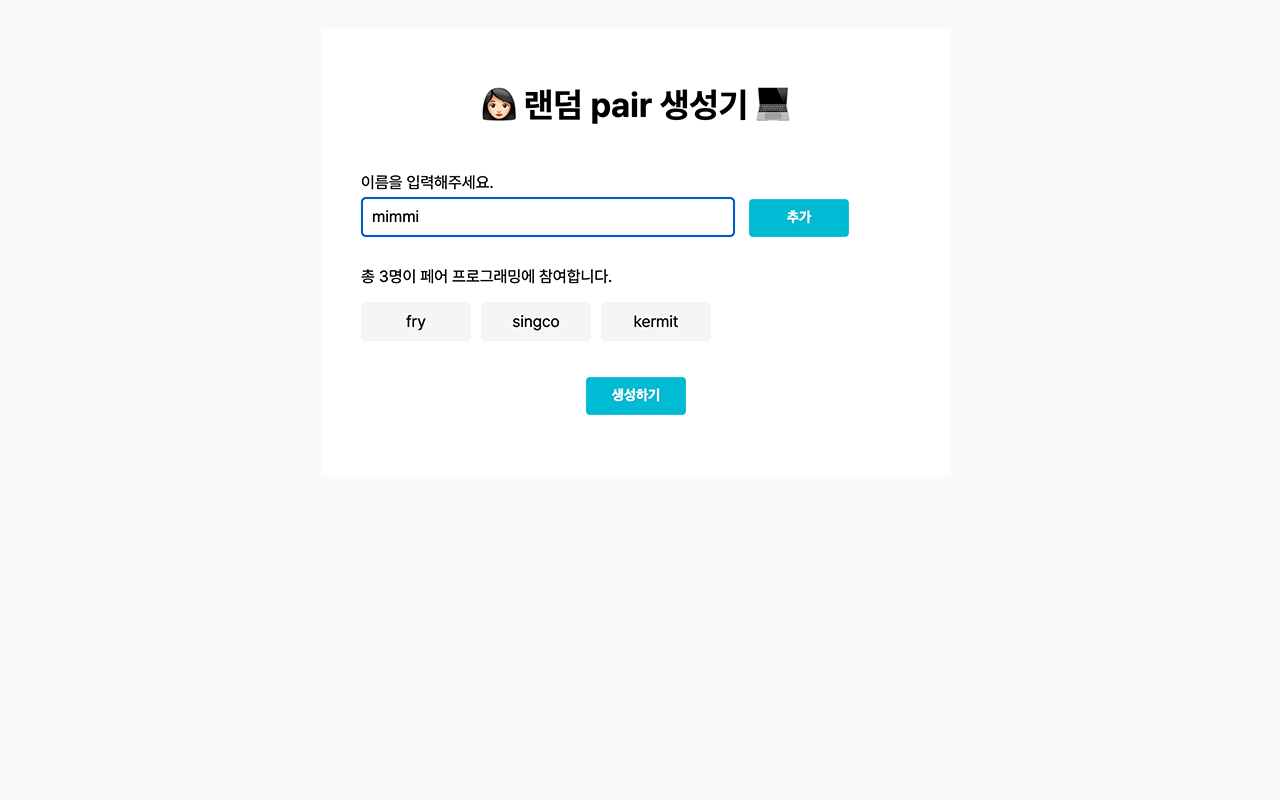 👩🏻 랜덤 pair 생성기 💻
이름을 입력해주세요.
mimmi 추가
총 3명이 페어 프로그래밍에 참여합니다.
fry singco kermit
생성하기